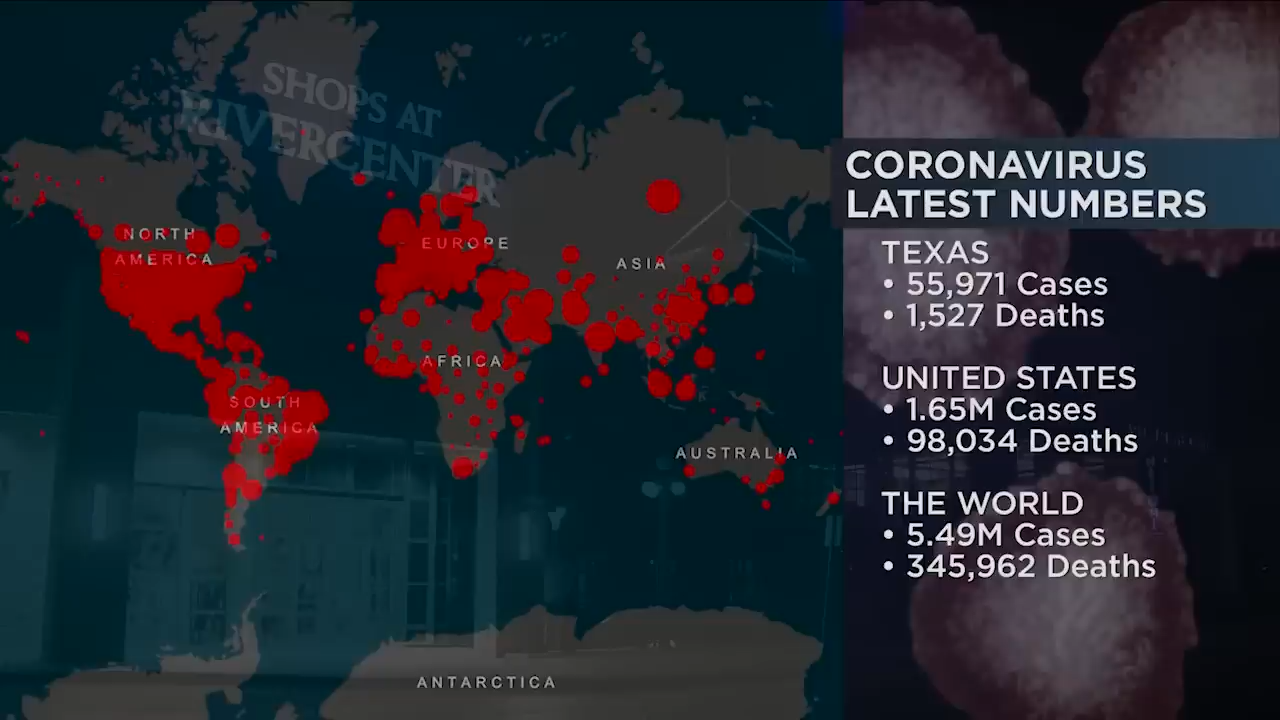 SHOPS AT
RIVERCENTER
NORTH
AMERICA
EUROPE
ASIA
AFRICA
SOUTH
AMERICA
AUSTRALIA
ANTARCTICA
CORONAVIRUS
LATEST NUMBERS
TEXAS
• 55,971 Cases
• 1,527 Deaths
UNITED STATES
• 1.65M Cases
• 98,034 Deaths
THE WORLD
• 5.49M Cases
• 345,962 Deaths